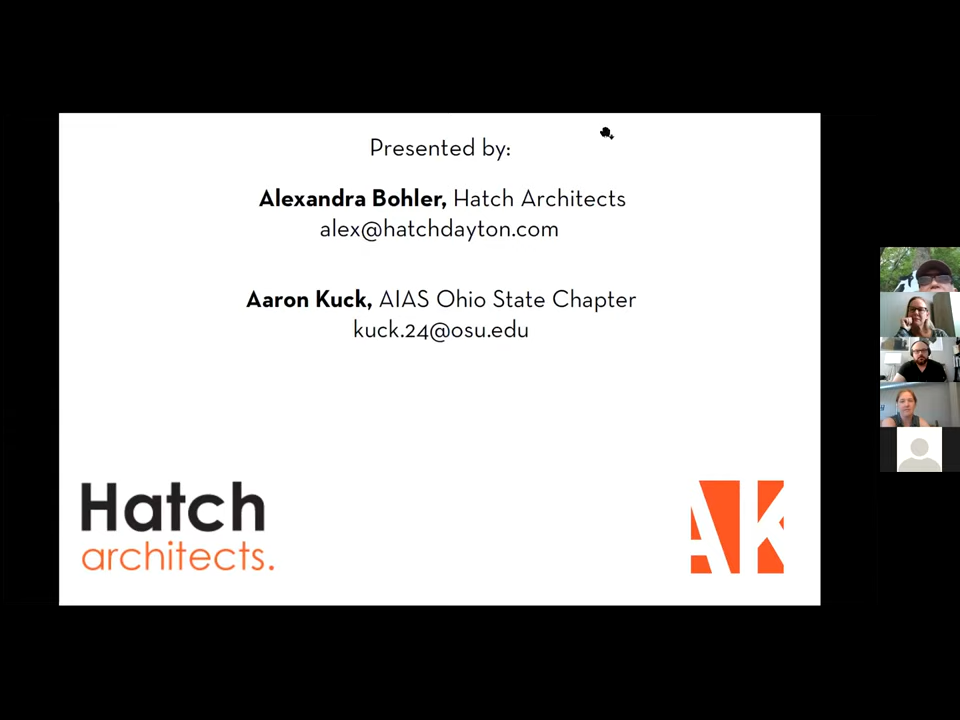 Presented by:
Alexandra Bohler, Hatch Architects
alex@hatchdayton.com
Aaron Kuck, AIAS Ohio State Chapter
kuck.24@osu.edu
Hatch
architects.
AK